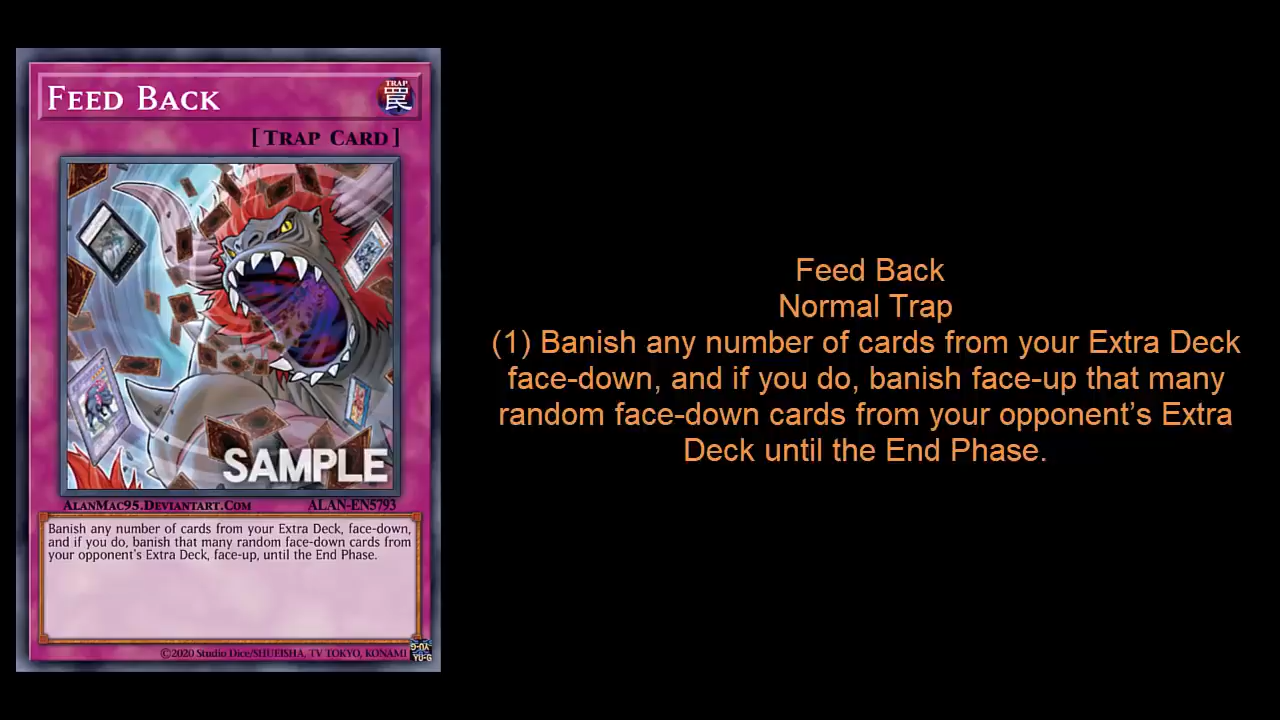 FEED BACK
TRAP
罠
[TRAP CARD]
SAMPLE
ALANMAC95.DEVIANTART.COM ALAN-EN5793
Banish any number of cards from your Extra Deck, face-down,
and if you do, banish that many random face-down cards from
your opponent's Extra Deck, face-up, until the End Phase.
©2020 Studio Dice/SHUEISHA, TV TOKYO, KONAMI
Feed Back
Normal Trap
(1) Banish any number of cards from your Extra Deck
face-down, and if you do, banish face-up that many
random face-down cards from your opponent’s Extra
Deck until the End Phase.